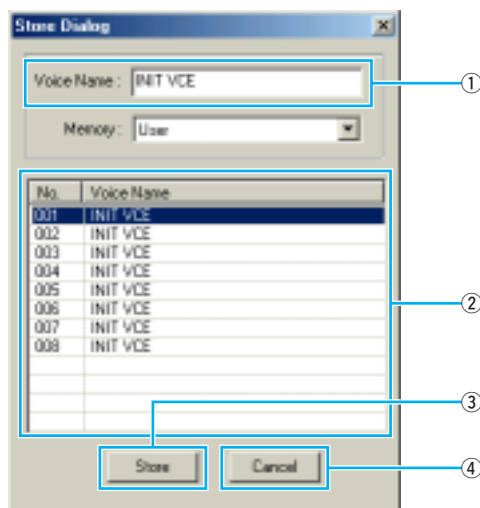 Store Dialog
Voice Name : INIT VCE
①
Memory : User
No. Voice Name
001 INIT VCE
002 INIT VCE
003 INIT VCE
004 INIT VCE
005 INIT VCE
006 INIT VCE
007 INIT VCE
008 INIT VCE
②
③
Store Cancel
④